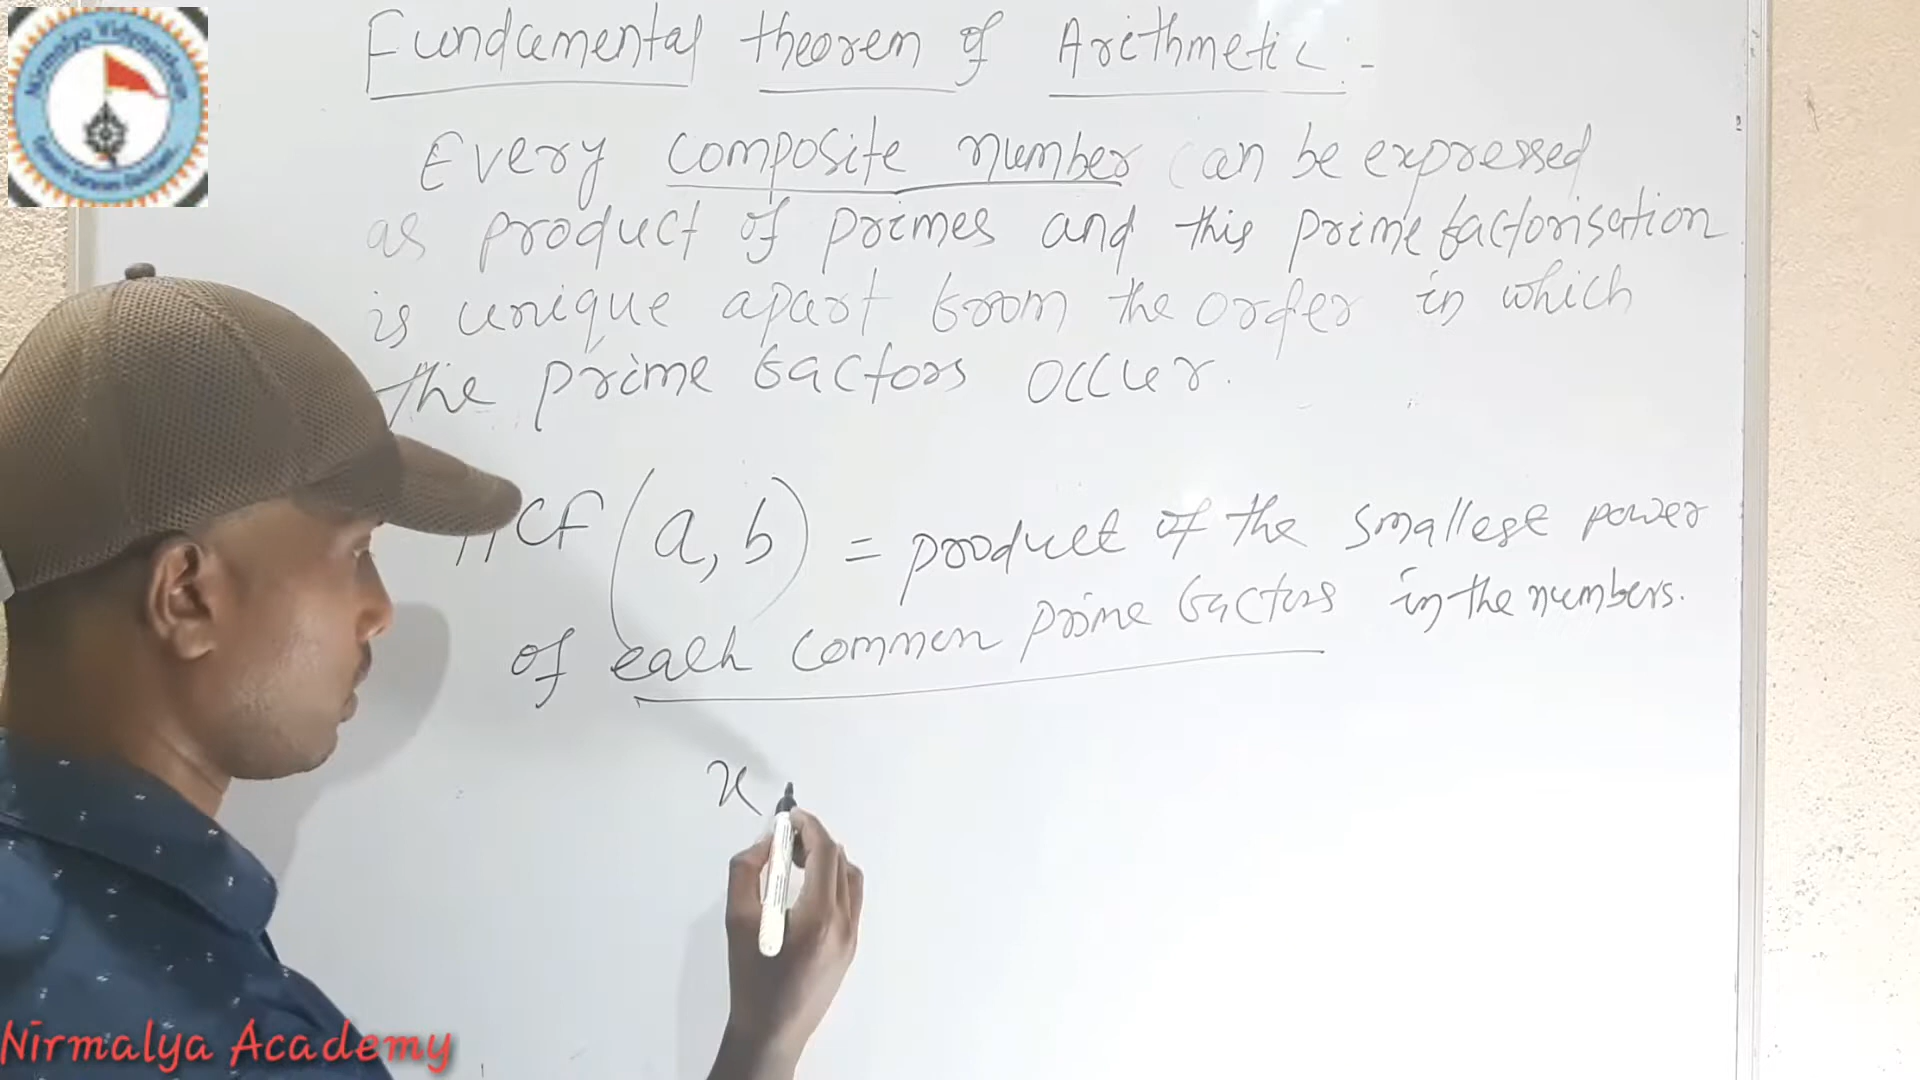 Fundamental theorem of Arithmetic :-
Every composite number can be expressed
as product of primes and this prime factorisation
is unique apart from the order in which
the prime factors occur.
HCF (a, b) = product of the smallest power
of each common prime factors in the numbers.
x
Nirmalya Vidyapitham
Nirmalya Academy